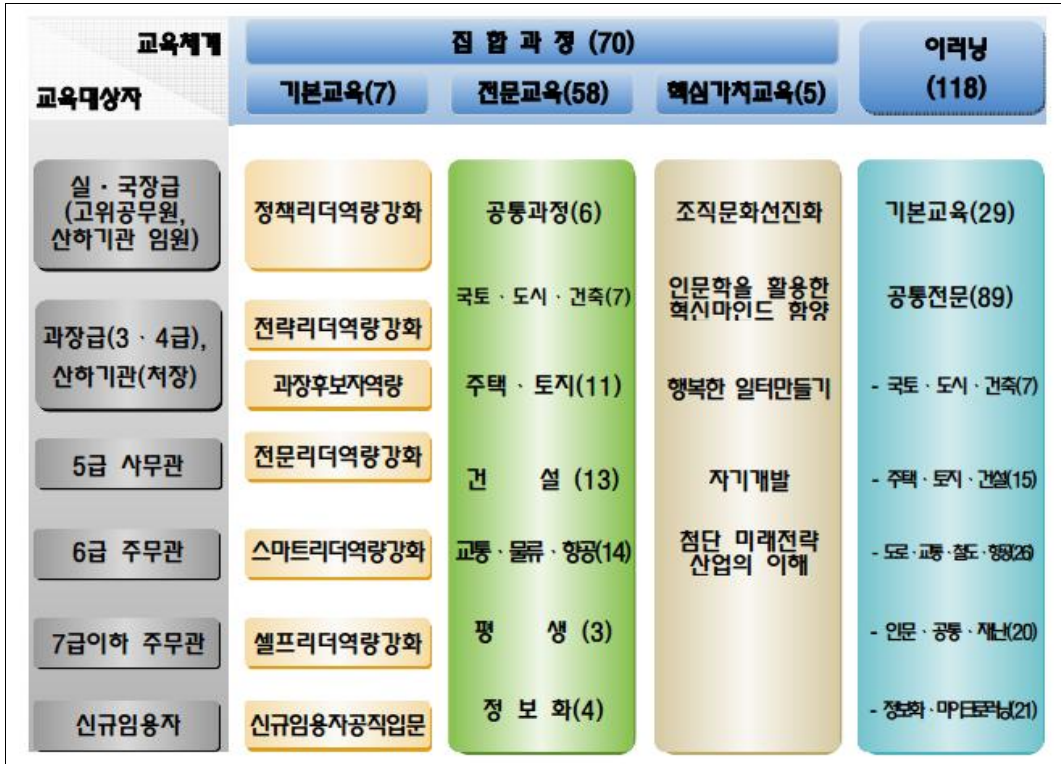 교육체계
교육대상자
집 합 과 정 (70)
기본교육(7)
전문교육(58)
핵심가치교육(5)
이러닝
(118)
실 · 국장급
(고위공무원,
산하기관 임원)
과장급(3 · 4급),
산하기관(처장)
5급 사무관
6급 주무관
7급이하 주무관
신규임용자
정책리더역량강화
전략리더역량강화
과장후보자역량
전문리더역량강화
스마트리더역량강화
셀프리더역량강화
신규임용자공직입문
공통과정(6)
국토 · 도시 · 건축(7)
주택 · 토지(11)
건 설 (13)
교통 · 물류 · 항공(14)
평 생 (3)
정 보 화(4)
조직문화선진화
인문학을 활용한
혁신마인드 함양
행복한 일터만들기
자기개발
첨단 미래전략
산업의 이해
기본교육(29)
공통전문(89)
- 국토 · 도시 · 건축(7)
- 주택 · 토지 · 건설(15)
- 도로 · 교통 · 철도 · 항공(26)
- 인문 · 공통 · 재난(20)
- 정보화 · (21)